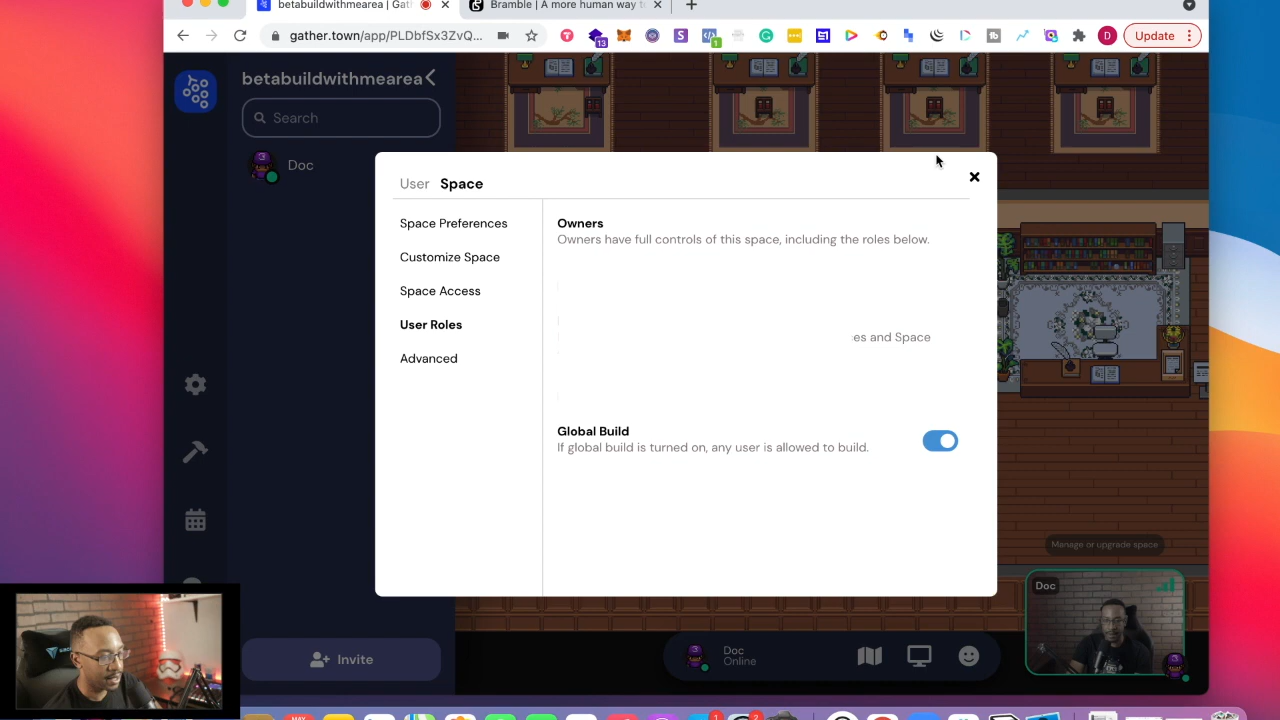 betabuildwithmearea | Gat
Bramble | A more human way to
gather.town/app/PLDbfSx3ZvQ...
13
1
D
Update
betabuildwithmearea
Search
Doc
User Space
Space Preferences
Customize Space
Space Access
User Roles
Advanced
Owners
Owners have full controls of this space, including the roles below.
es and Space
Global Build
If global build is turned on, any user is allowed to build.
Manage or upgrade space
Doc
Invite
Doc
Online